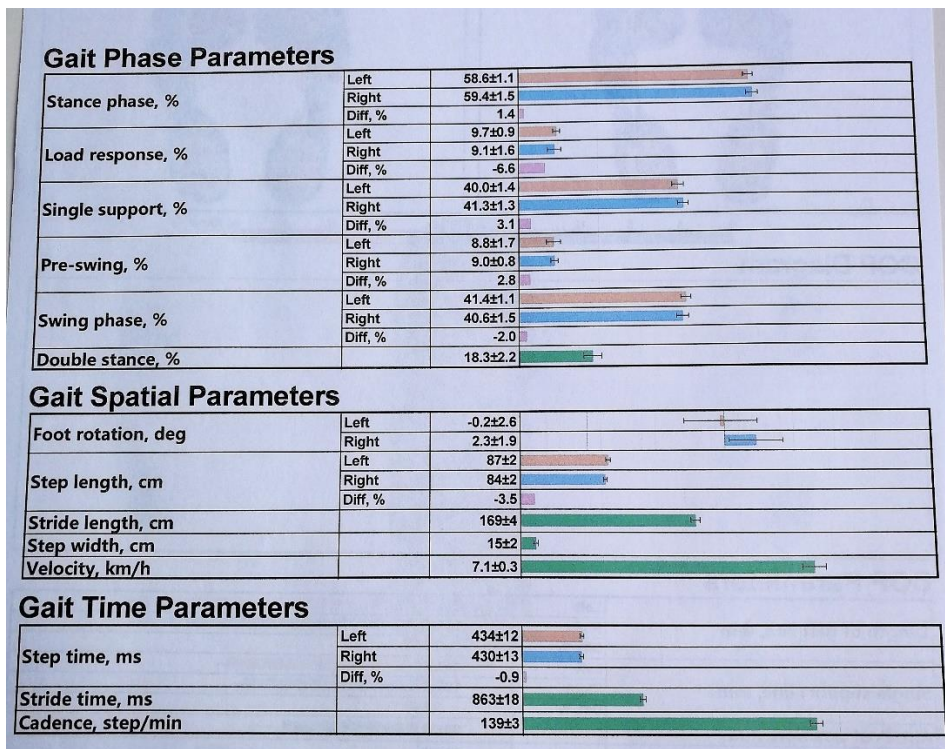 Gait Phase Parameters
Stance phase, % Left 58.6±1.1
Right 59.4±1.5
Diff, % 1.4
Load response, % Left 9.7±0.9
Right 9.1±1.6
Diff, % -6.6
Single support, % Left 40.0±1.4
Right 41.3±1.3
Diff, % 3.1
Pre-swing, % Left 8.8±1.7
Right 9.0±0.8
Diff, % 2.8
Swing phase, % Left 41.4±1.1
Right 40.6±1.5
Diff, % -2.0
Double stance, % 18.3±2.2
Gait Spatial Parameters
Foot rotation, deg Left -0.2±2.6
Right 2.3±1.9
Step length, cm Left 87±2
Right 84±2
Diff, % -3.5
Stride length, cm 169±4
Step width, cm 15±2
Velocity, km/h 7.1±0.3
Gait Time Parameters
Step time, ms Left 434±12
Right 430±13
Diff, % -0.9
Stride time, ms 863±18
Cadence, step/min 139±3